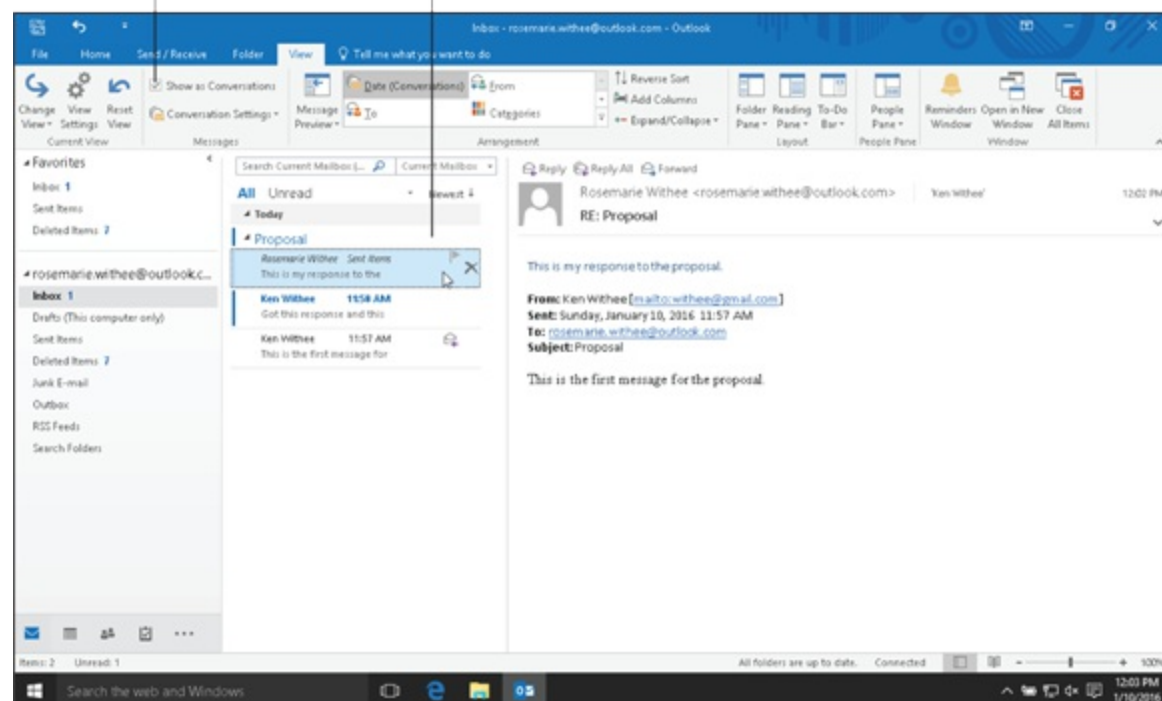 Inbox - rosemarie.withee@outlook.com - Outlook
File Home Send / Receive Folder View Tell me what you want to do
Change View
View Settings
Reset View
Current View
Show as Conversations
Conversation Settings
Messages
Message Preview
Date (Conversations)
From
To
Categories
Reverse Sort
Add Columns
Expand/Collapse
Arrangement
Folder Pane
Reading Pane
To-Do Bar
Layout
People Pane
People Pane
Reminders Window
Open in New Window
Close All Items
Window
Favorites
Inbox 1
Sent Items
Deleted Items 7
rosemarie.withee@outlook.c...
Inbox 1
Drafts (This computer only)
Sent Items
Deleted Items 7
Junk E-mail
Outbox
RSS Feeds
Search Folders
Search Current Mailbox (... Current Mailbox
All Unread Newest
Today
Proposal
Rosemarie Withee Sent Items
This is my response to the
Ken Withee 11:58 AM
Got this response and this
Ken Withee 11:57 AM
This is the first message for
Reply Reply All Forward
Rosemarie Withee <rosemarie.withee@outlook.com> 'Ken Withee' 12:02 PM
RE: Proposal
This is my response to the proposal.
From: Ken Withee [mailto:withee@gmail.com]
Sent: Sunday, January 10, 2016 11:57 AM
To: rosemarie.withee@outlook.com
Subject: Proposal
This is the first message for the proposal.
Items: 2 Unread: 1 All folders are up to date. Connected 100%
Search the web and Windows
12:03 PM
1/10/2016